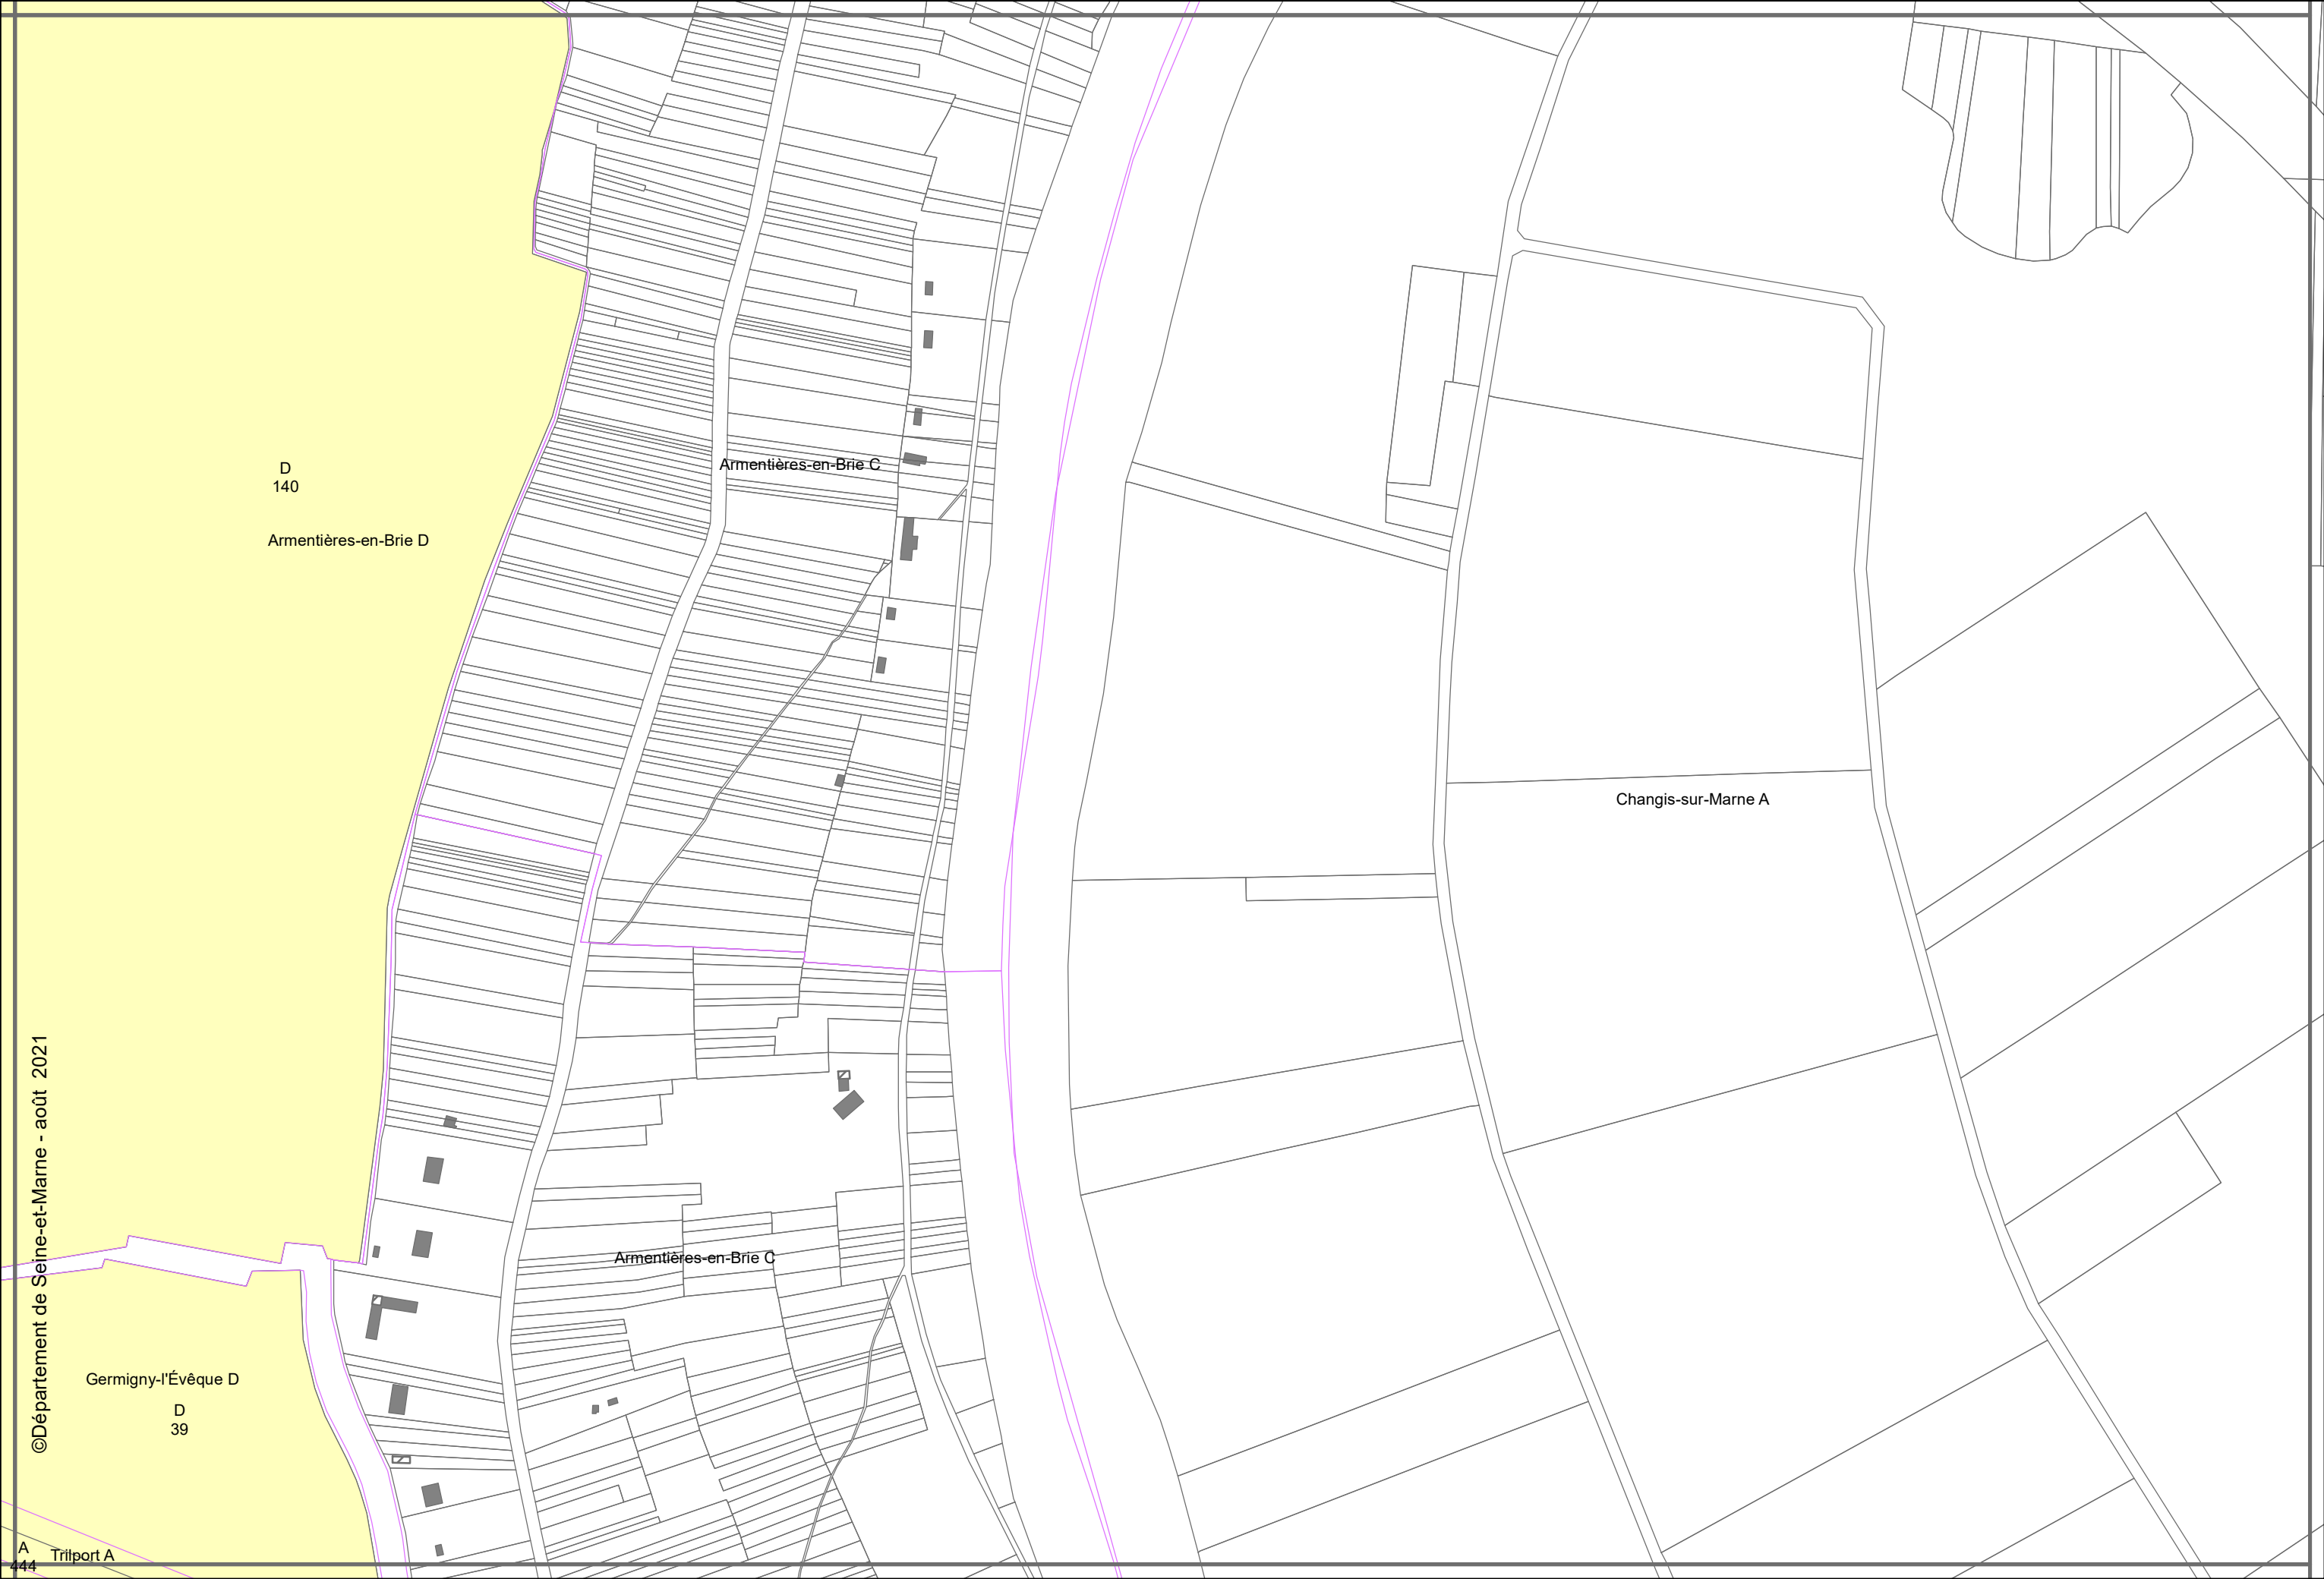 D
140
Armentières-en-Brie D
Armentières-en-Brie C
Changis-sur-Marne A
Armentières-en-Brie C
Germigny-l'Évêque D
D
39
A
444
Trilport A
©Département de Seine-et-Marne - août 2021